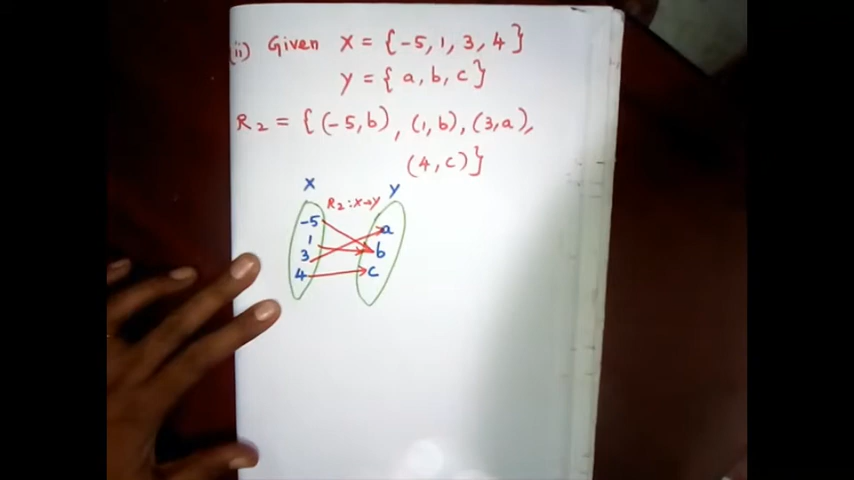 (ii) Given X = {-5, 1, 3, 4}
Y = {a, b, c}
R₂ = {(-5, b), (1, b), (3, a),
(4, c)}
X Y
R₂ : X→Y
-5 a
1 b
3 c
4